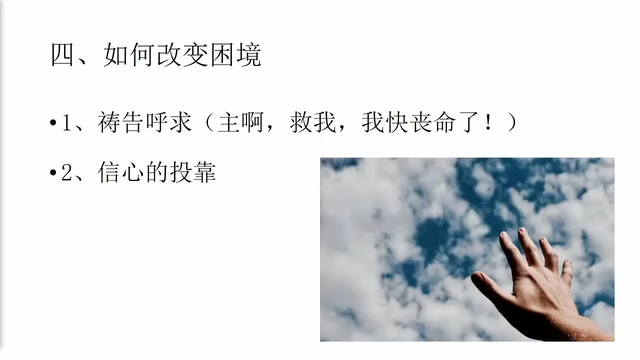 四、如何改变困境
•1、祷告呼求（主啊，救我，我快丧命了！）
•2、信心的投靠